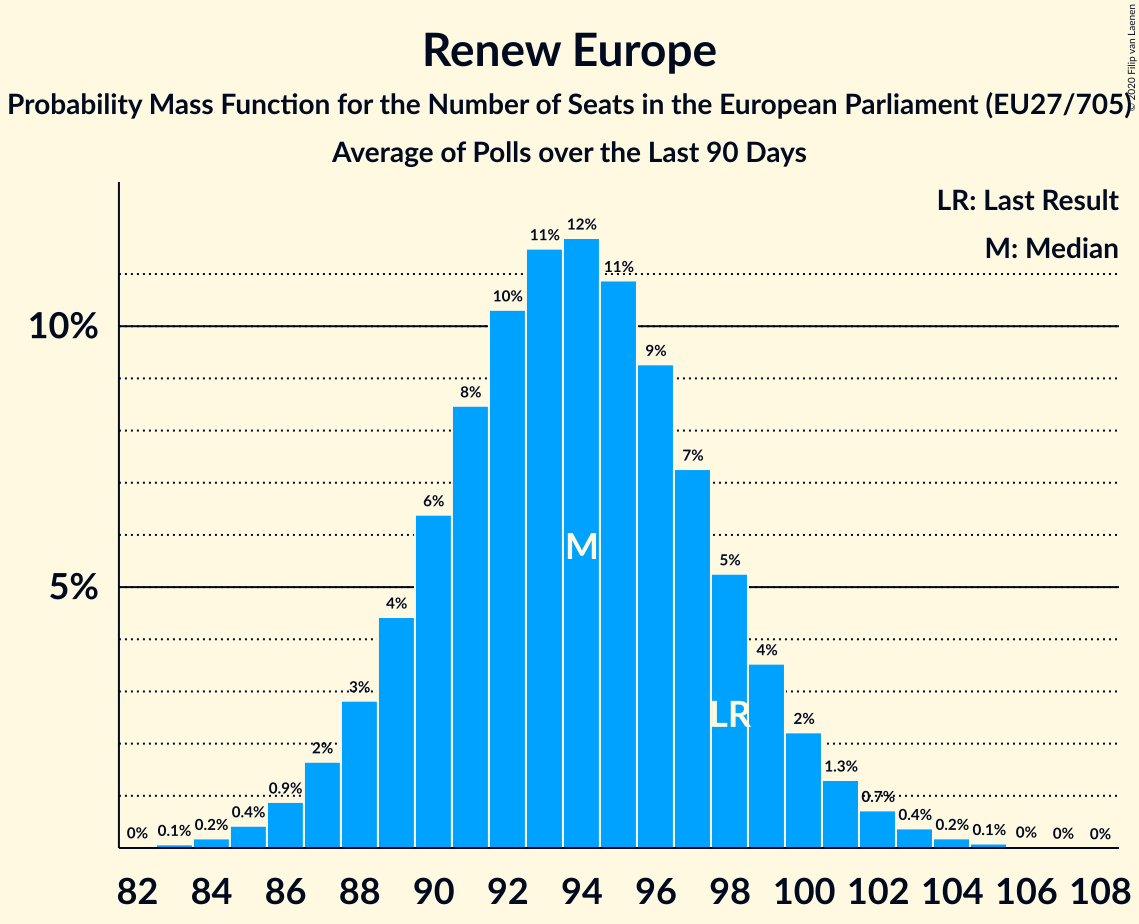 © 2020 Filip van Laenen
Renew Europe
Probability Mass Function for the Number of Seats in the European Parliament (EU27/705)
Average of Polls over the Last 90 Days
LR: Last Result
M: Median
10%
5%
0% 0.1% 0.2% 0.4% 0.9% 2% 3% 4% 6% 8% 10% 11% 12% 11% 9% 7% 5% 4% 2% 1.3% 0.7% 0.4% 0.2% 0.1% 0% 0% 0%
M
LR
82 84 86 88 90 92 94 96 98 100 102 104 106 108